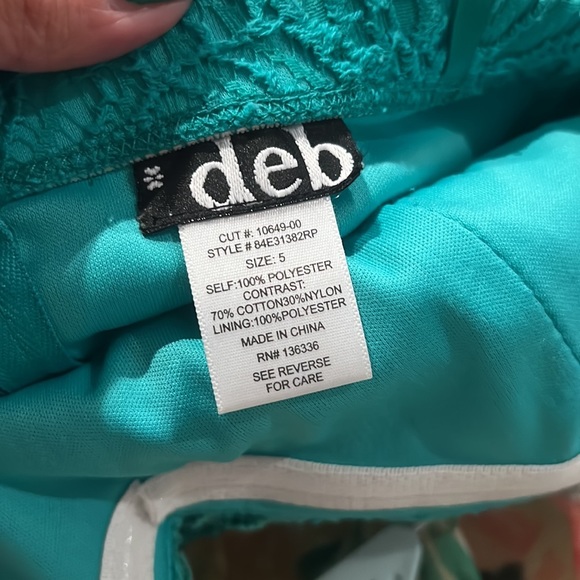 deb
CUT #: 10649-00
STYLE # 84E31382RP
SIZE: 5
SELF:100% POLYESTER
CONTRAST:
70% COTTON30%NYLON
LINING:100%POLYESTER
MADE IN CHINA
RN# 136336
SEE REVERSE
FOR CARE